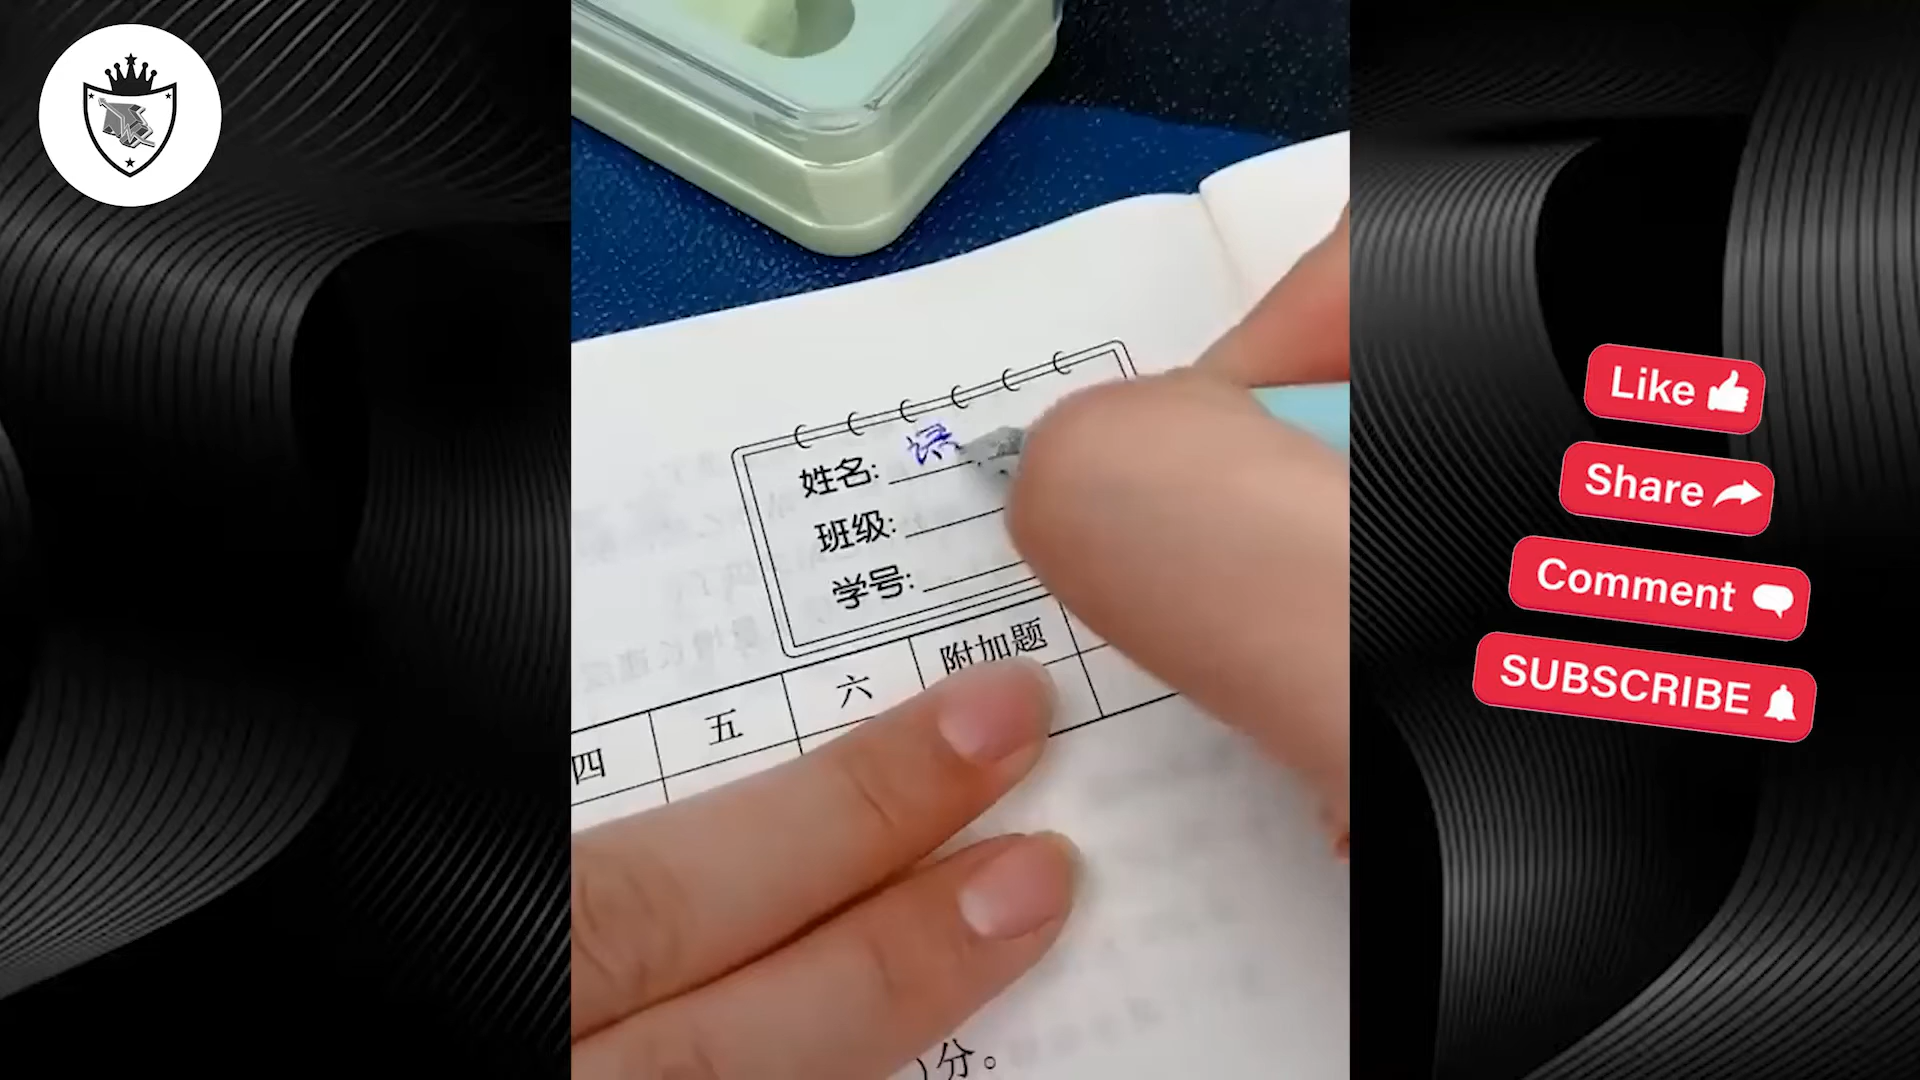 姓名:
班级:
学号:
四 五 六 附加题
)分。
Like
Share
Comment
SUBSCRIBE